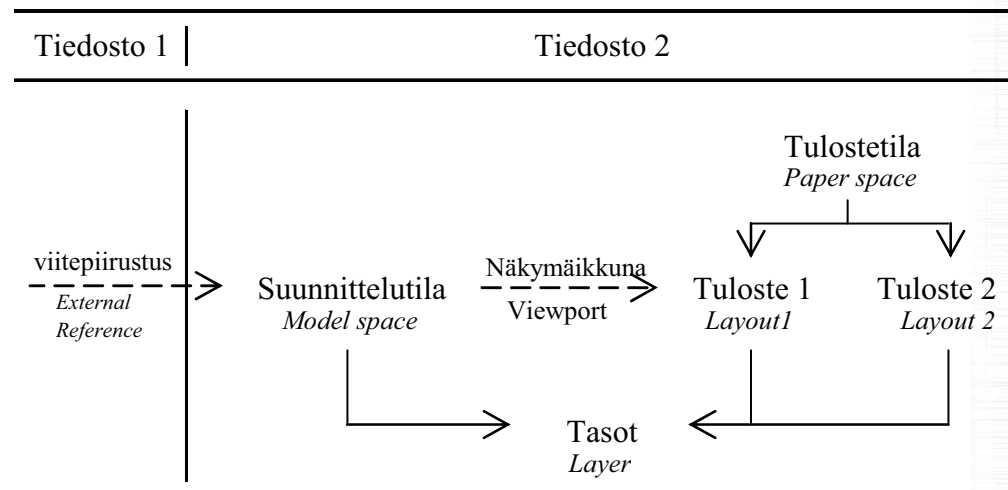 Tiedosto 1
Tiedosto 2
Tulostetila
Paper space
viitepiirustus
External
Reference
Suunnittelutila
Model space
Näkymäikkuna
Viewport
Tuloste 1
Layout1
Tuloste 2
Layout 2
Tasot
Layer